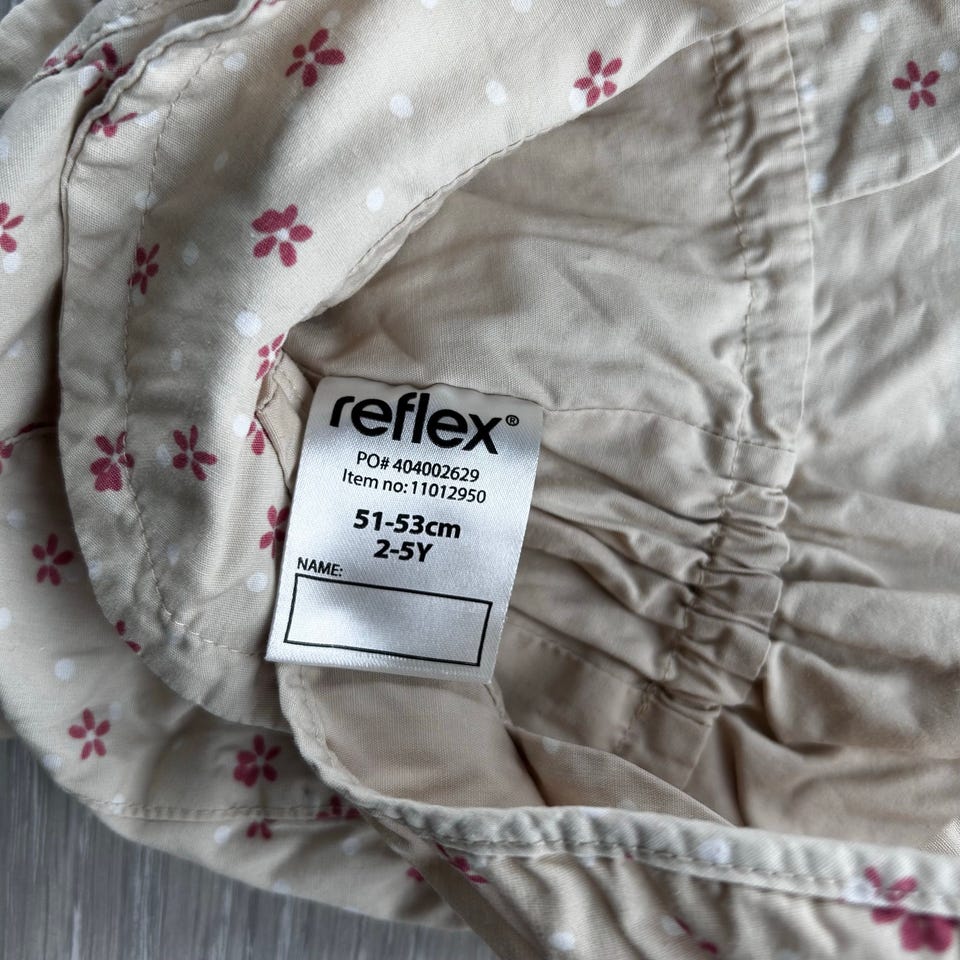 reflex®
PO# 404002629
Item no: 11012950
51-53cm
2-5Y
NAME: